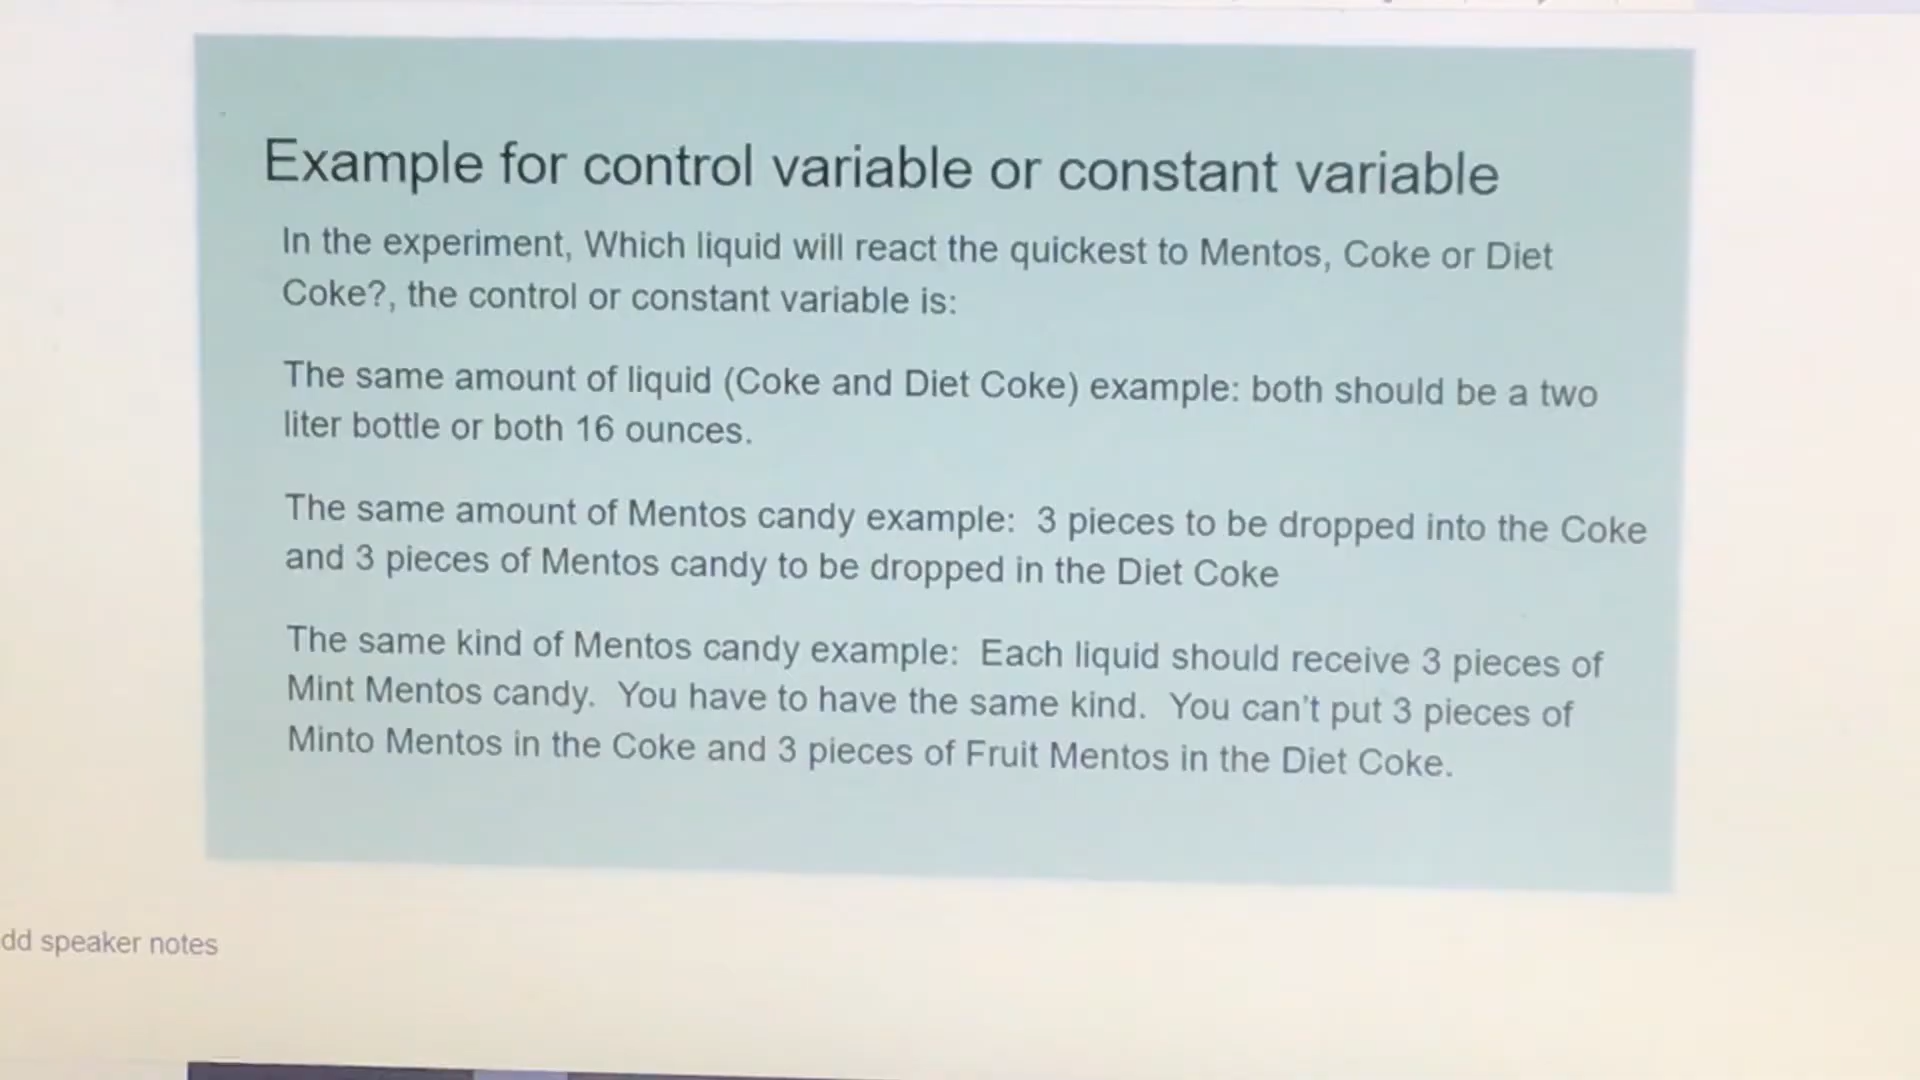 Example for control variable or constant variable
In the experiment, Which liquid will react the quickest to Mentos, Coke or Diet
Coke?, the control or constant variable is:
The same amount of liquid (Coke and Diet Coke) example: both should be a two
liter bottle or both 16 ounces.
The same amount of Mentos candy example:  3 pieces to be dropped into the Coke
and 3 pieces of Mentos candy to be dropped in the Diet Coke
The same kind of Mentos candy example:  Each liquid should receive 3 pieces of
Mint Mentos candy.  You have to have the same kind.  You can't put 3 pieces of
Minto Mentos in the Coke and 3 pieces of Fruit Mentos in the Diet Coke.
dd speaker notes